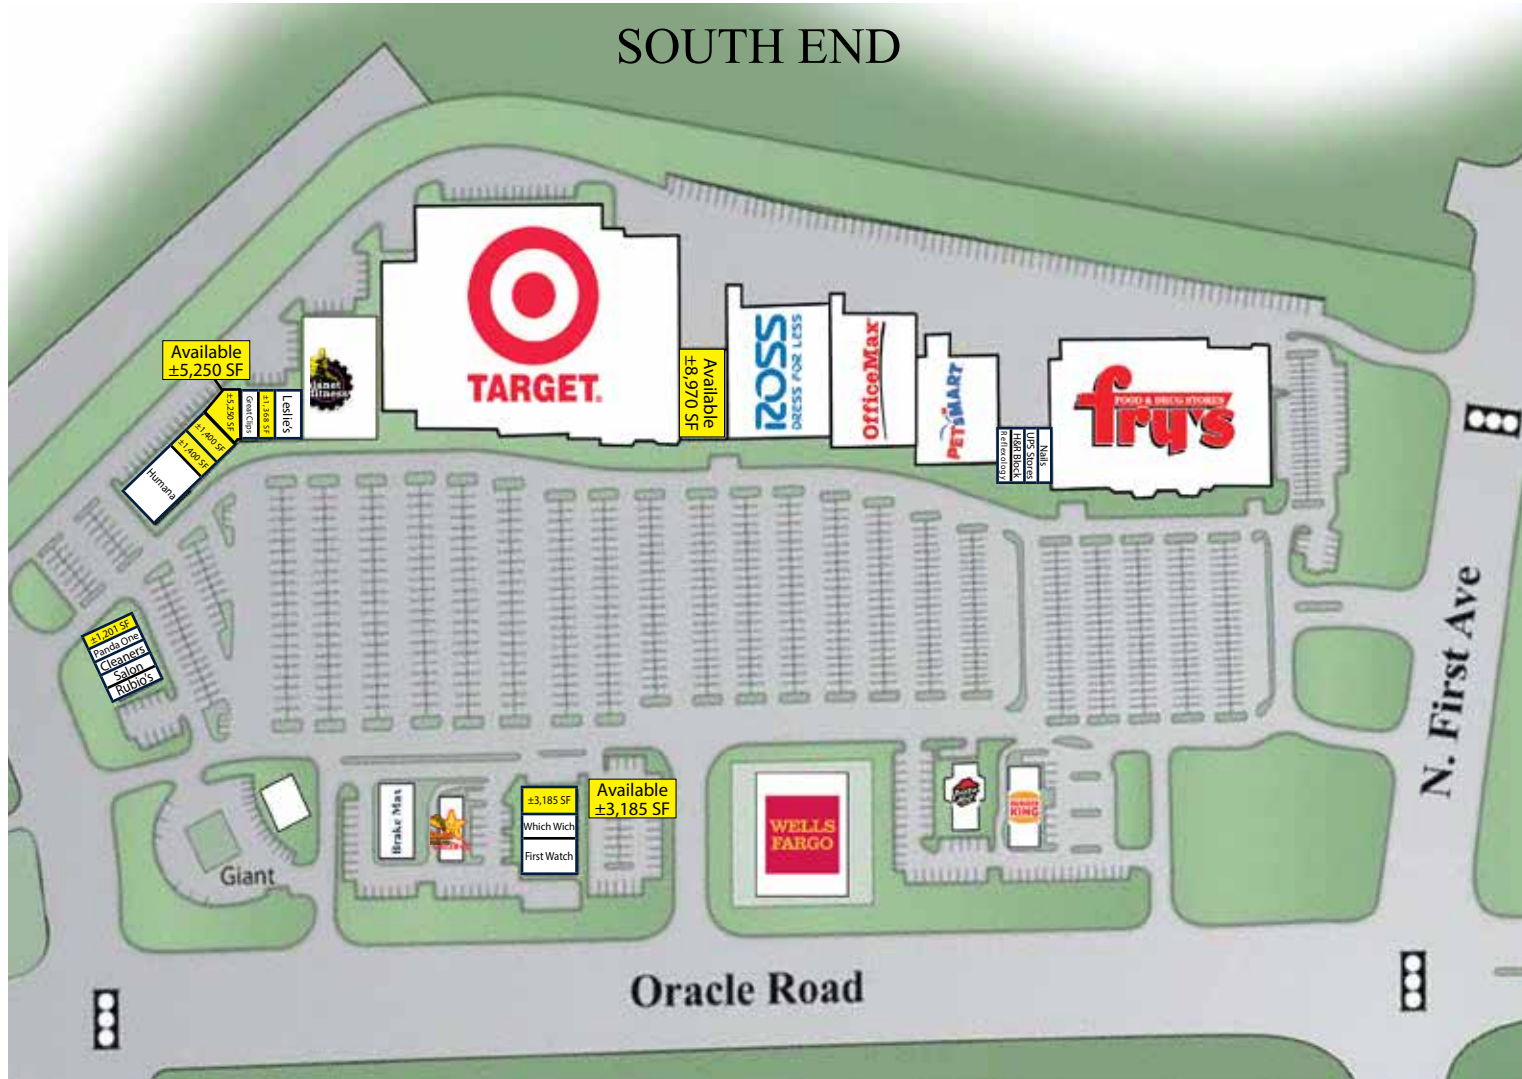 SOUTH END
TARGET.
Available
±5,250 SF
planet
fitness
Available
±8,970 SF
ROSS
DRESS FOR LESS
OfficeMax
PETSMART
fry's
FOOD & DRUG STORES
±5,250 SF
Great Clips
±1,368 SF
Leslie's
±1,400 SF
±1,400 SF
Humana
Reflexology
H&R Block
UPS Stores
Nails
±1,201 SF
Panda One
Cleaners
Salon
Rubio's
N. First Ave
Giant
Brake Max
±3,185 SF
Which Wich
First Watch
Available
±3,185 SF
WELLS
FARGO
BURGER
KING
Oracle Road